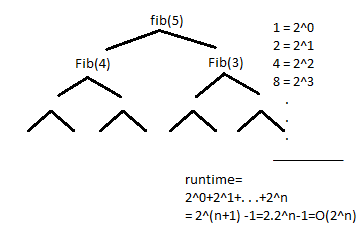 fib(5)
Fib(4)
Fib(3)
1 = 2^0
2 = 2^1
4 = 2^2
8 = 2^3
.
.
.
runtime=
2^0+2^1+. . .+2^n
= 2^(n+1) -1=2.2^n-1=O(2^n)